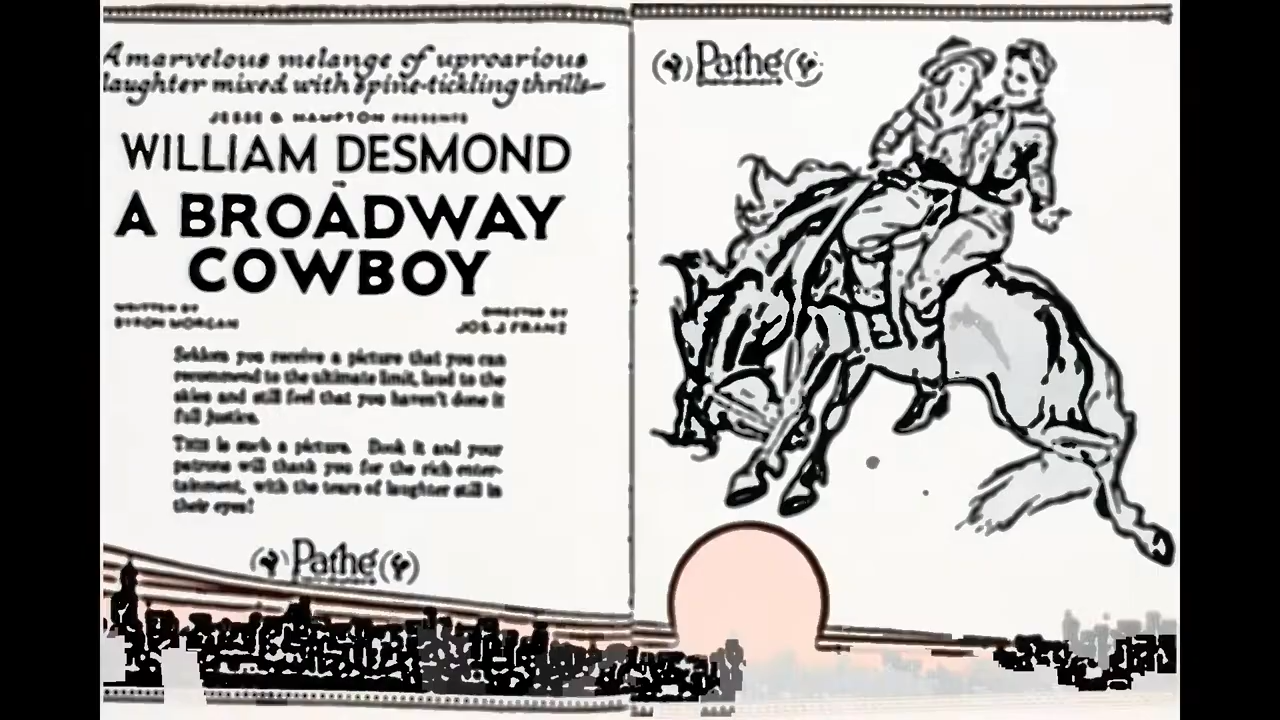 A marvelous melange of uproarious
laughter mixed with spine-tickling thrills—
JESSE D. HAMPTON PRESENTS
WILLIAM DESMOND
A BROADWAY
COWBOY
WRITTEN BY
BYRON MORGAN
DIRECTED BY
JOS. J. FRANZ
Seldom you receive a picture that you can
recommend to the ultimate limit, laud to the
skies and still feel that you haven't done it
full justice.
THIS is such a picture. Book it and your
patrons will thank you for the rich enter-
tainment, with the tears of laughter still in
their eyes!
Pathé
Pathé